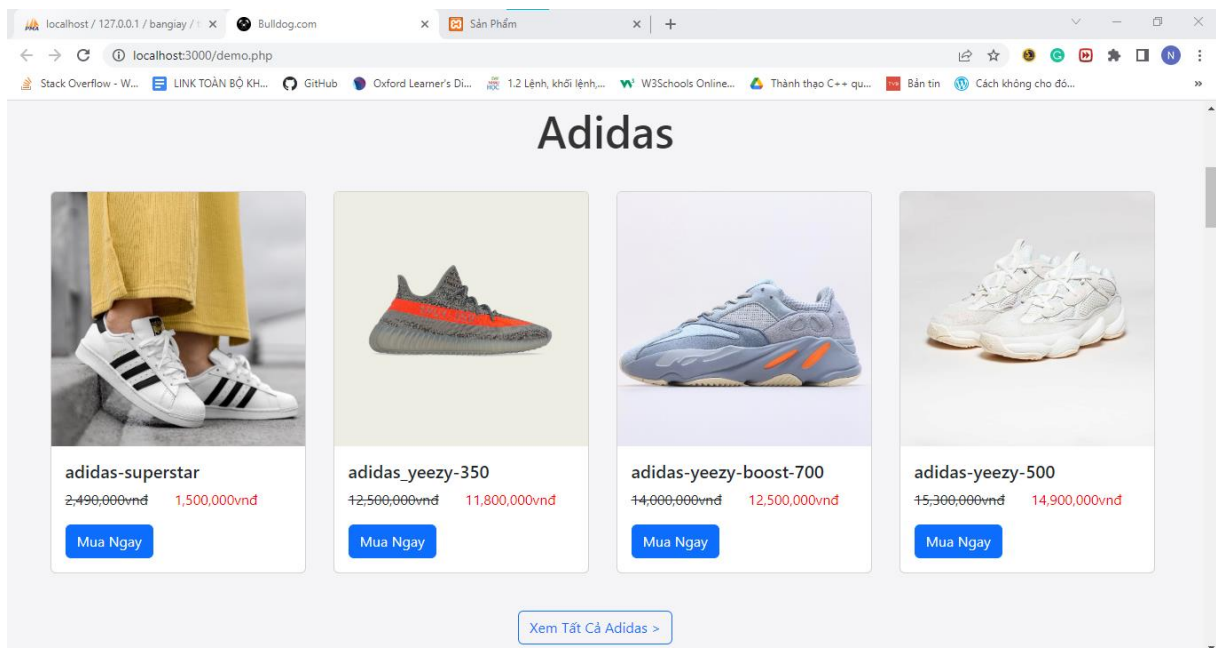 localhost / 127.0.0.1 / bangiay / t
Bulldog.com
Sản Phẩm
localhost:3000/demo.php
N
Stack Overflow - W...
LINK TOÀN BỘ KH...
GitHub
Oxford Learner's Di...
1.2 Lệnh, khối lệnh,...
W3Schools Online...
Thành thạo C++ qu...
Bản tin
Cách không cho đó...
»
Adidas
adidas-superstar
2,490,000vnđ 1,500,000vnđ
Mua Ngay
adidas_yeezy-350
12,500,000vnđ 11,800,000vnđ
Mua Ngay
adidas-yeezy-boost-700
14,000,000vnđ 12,500,000vnđ
Mua Ngay
adidas-yeezy-500
15,300,000vnđ 14,900,000vnđ
Mua Ngay
Xem Tất Cả Adidas >